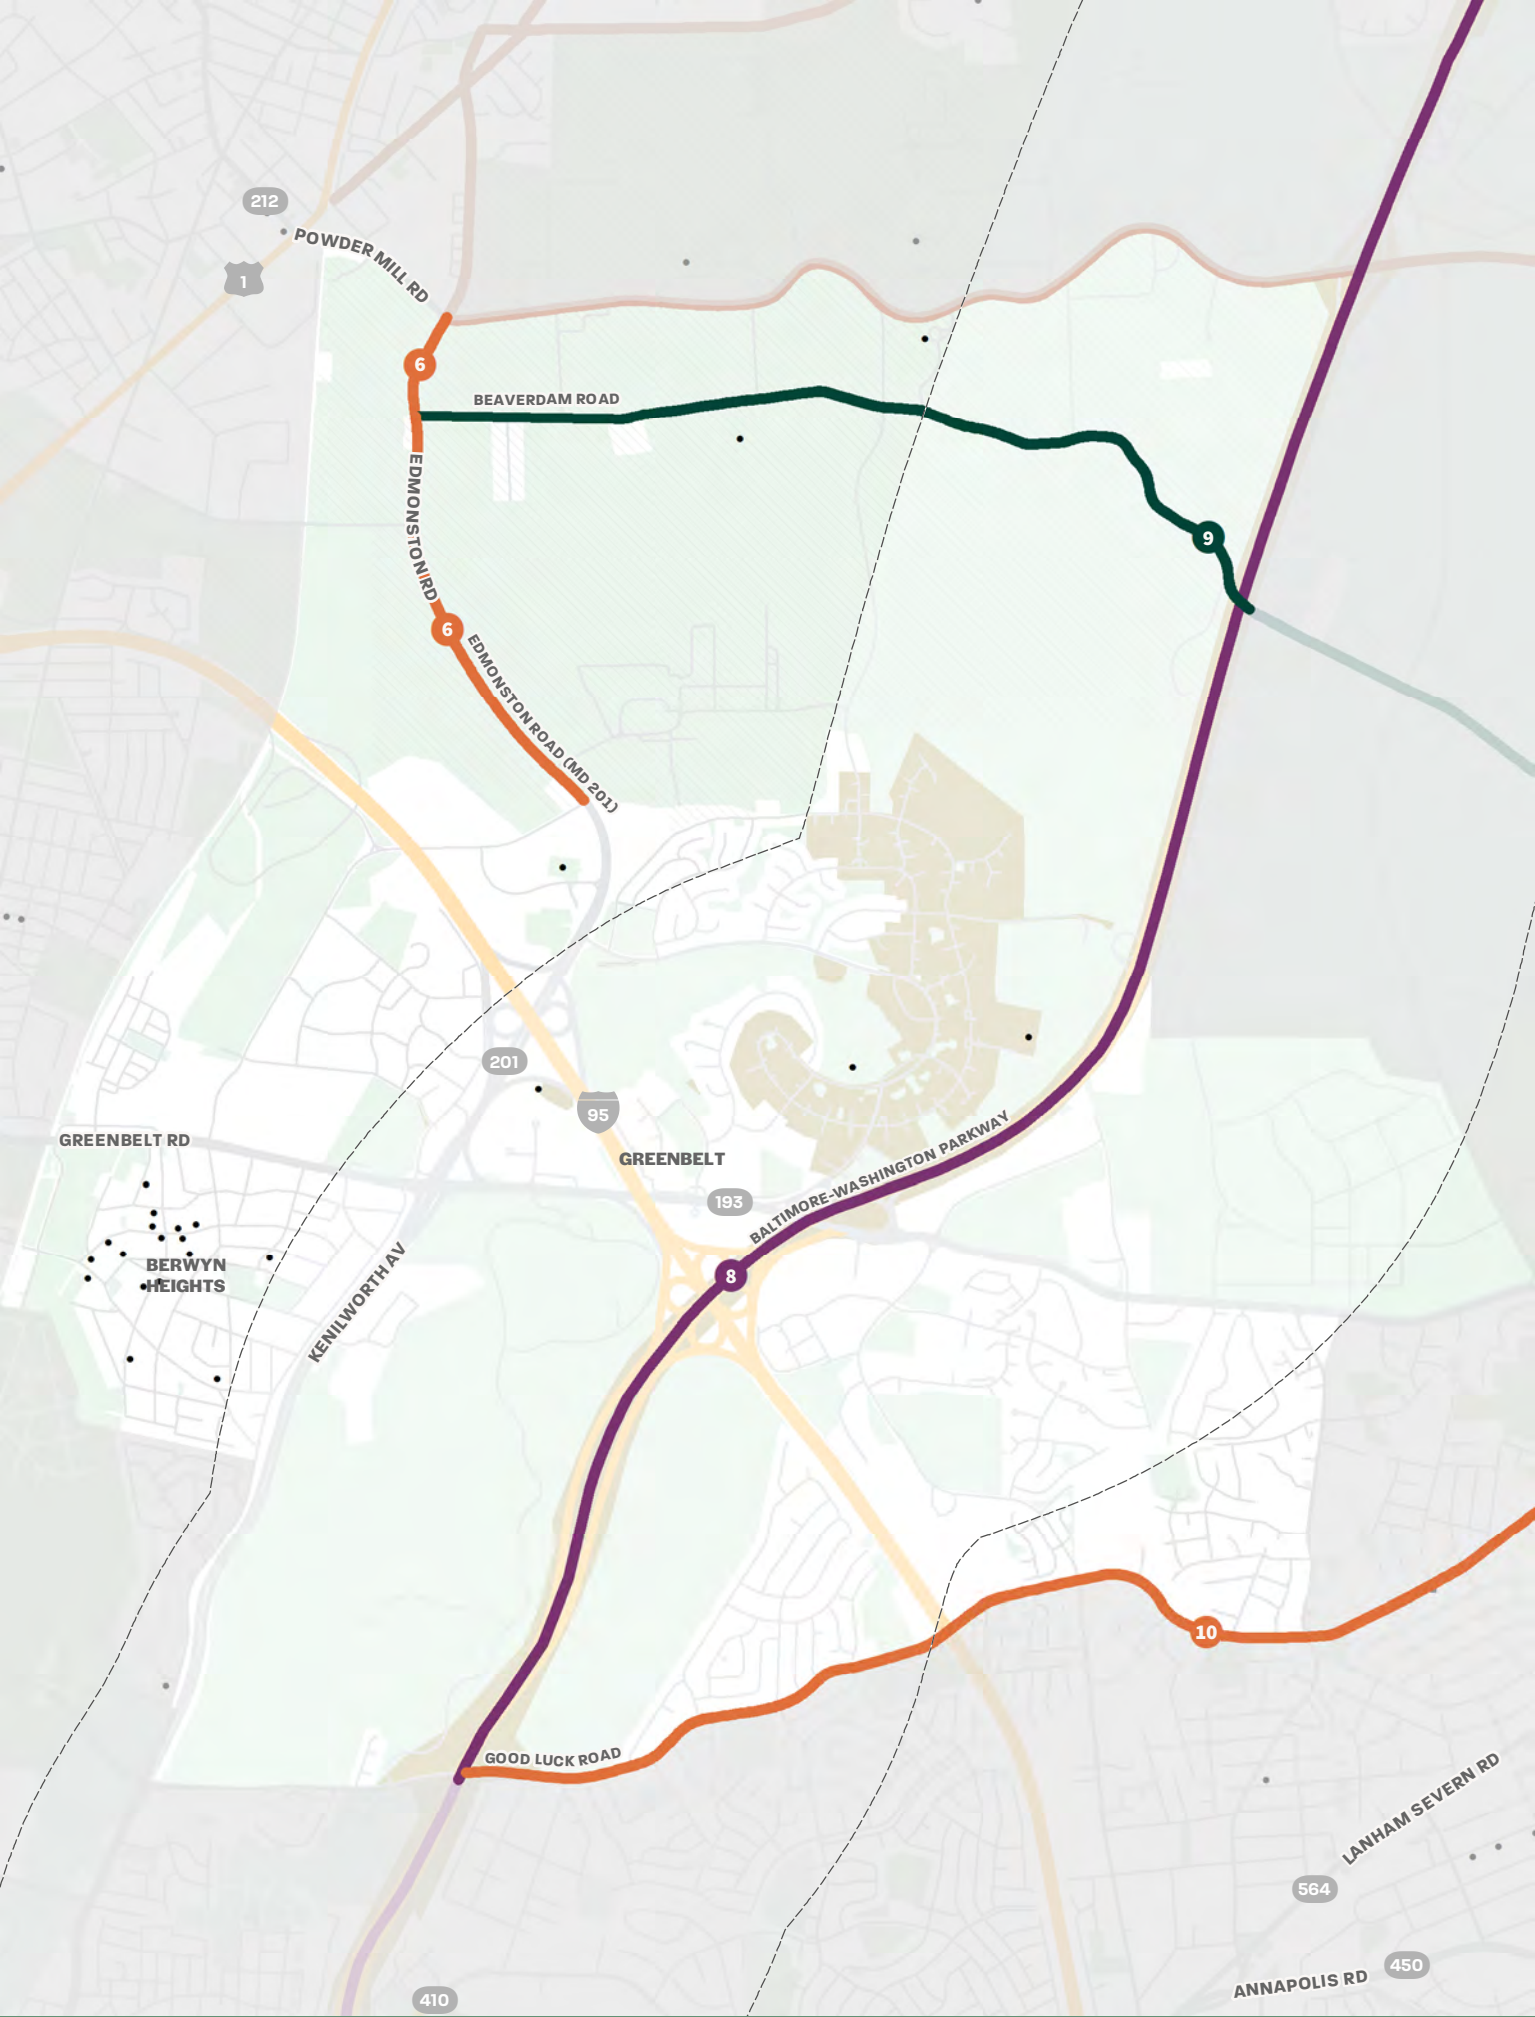 212
POWDER MILL RD
1
6
BEAVERDAM ROAD
EDMONSTON RD
9
6
EDMONSTON ROAD (MD 201)
201
95
GREENBELT RD
GREENBELT
193
BALTIMORE-WASHINGTON PARKWAY
BERWYN
HEIGHTS
KENILWORTH AV
8
10
GOOD LUCK ROAD
LANHAM SEVERN RD
564
450
ANNAPOLIS RD
410